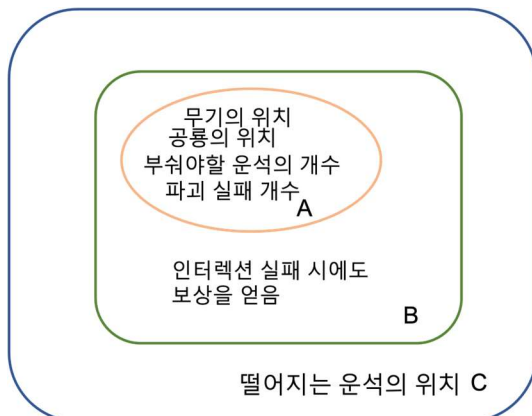 무기의 위치
공룡의 위치
부숴야할 운석의 개수
파괴 실패 개수
A
인터렉션 실패 시에도
보상을 얻음
B
떨어지는 운석의 위치 C